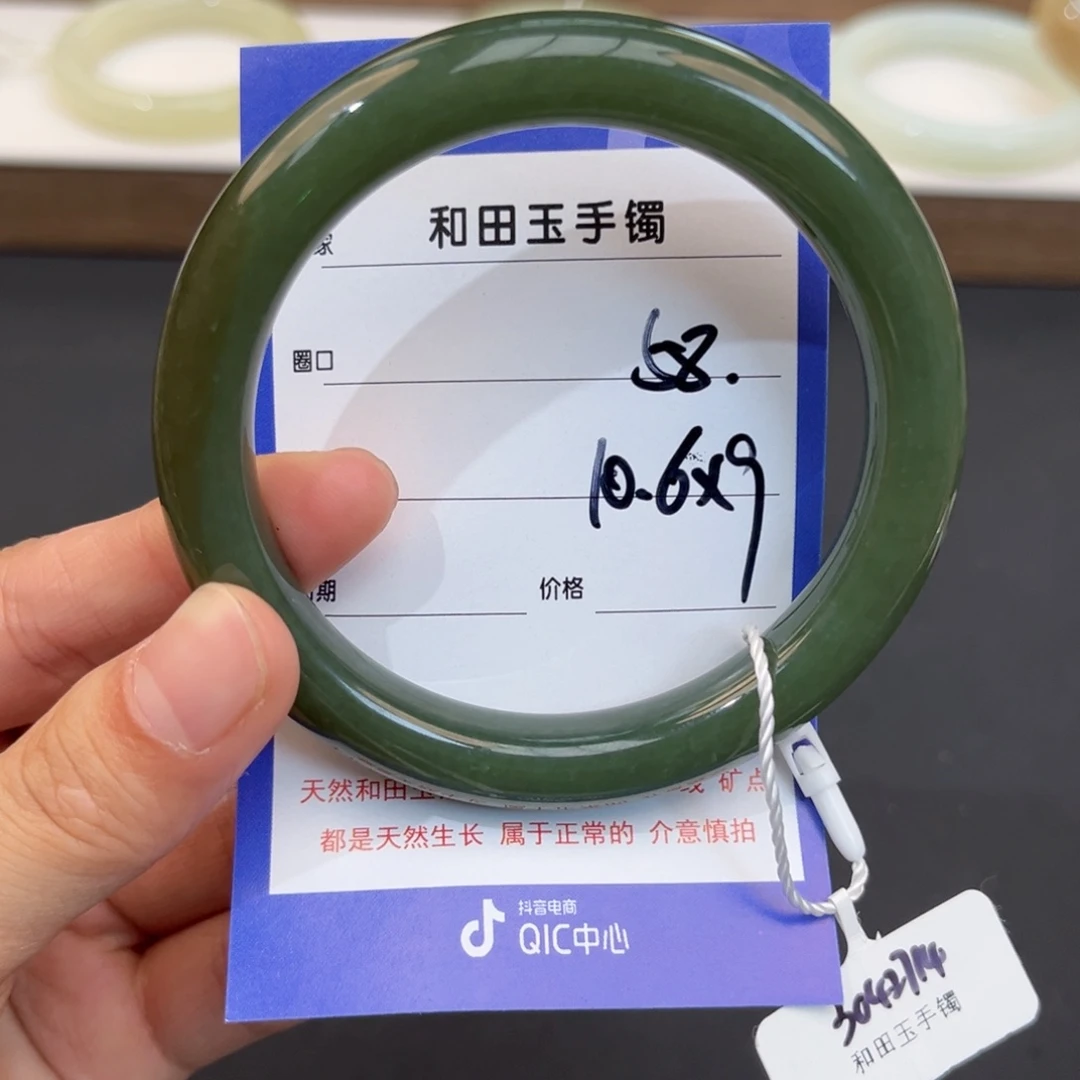 和田玉手镯
家
圈口 58.
10.6x9
期 价格
天然和田玉 矿点
都是天然生长 属于正常的 介意慎拍
抖音电商
QIC中心
和田玉手镯